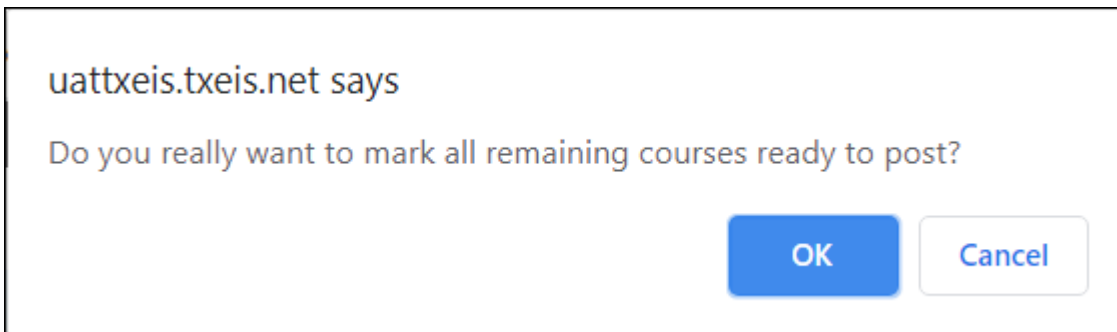 uattxeis.txeis.net says
Do you really want to mark all remaining courses ready to post?
OK
Cancel